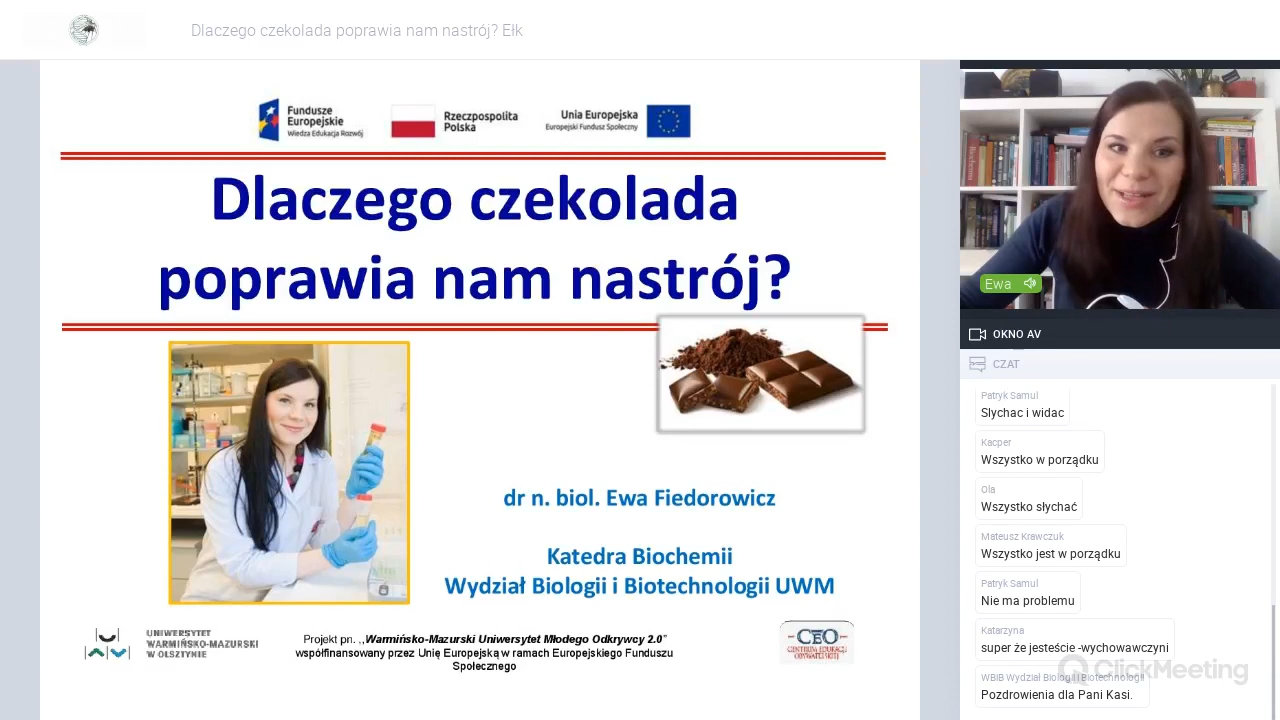 Dlaczego czekolada poprawia nam nastrój? Ełk
Fundusze
Europejskie
Wiedza Edukacja Rozwój
Rzeczpospolita
Polska
Unia Europejska
Europejski Fundusz Społeczny
Dlaczego czekolada
poprawia nam nastrój?
dr n. biol. Ewa Fiedorowicz
Katedra Biochemii
Wydział Biologii i Biotechnologii UWM
UNIWERSYTET
WARMIŃSKO-MAZURSKI
W OLSZTYNIE
Projekt pn. ,,Warmińsko-Mazurski Uniwersytet Młodego Odkrywcy 2.0”
współfinansowany przez Unię Europejską w ramach Europejskiego Funduszu
Społecznego
CEO
CENTRUM EDUKACJI
OBYWATELSKIEJ
Ewa
OKNO AV
CZAT
Patryk Samul
Slychac i widac
Kacper
Wszystko w porządku
Ola
Wszystko słychać
Mateusz Krawczuk
Wszystko jest w porządku
Patryk Samul
Nie ma problemu
Katarzyna
super że jesteście -wychowawczyni
WBiB Wydział Biologii i Biotechnologii
Pozdrowienia dla Pani Kasi.
ClickMeeting